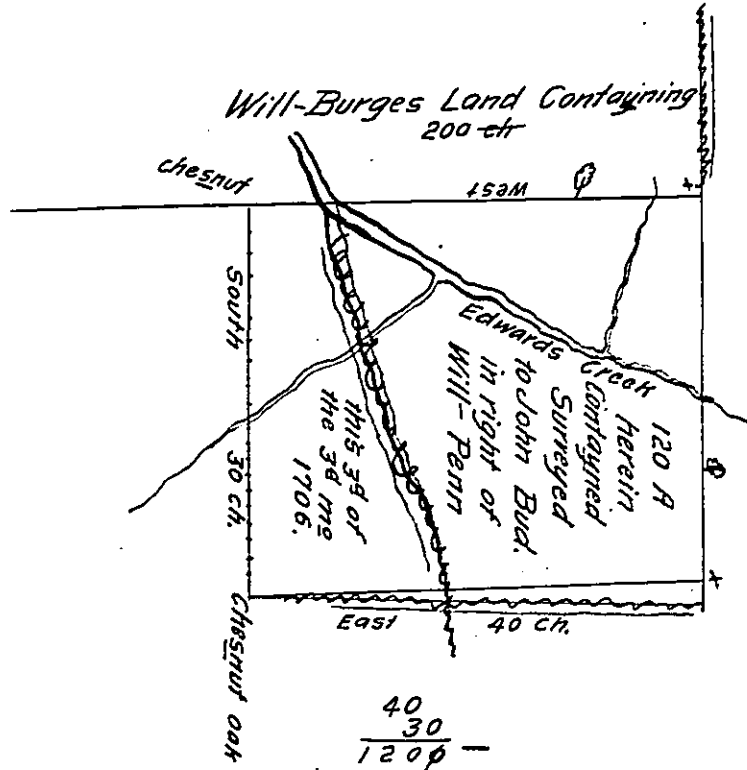 Will-Burges Land Contayning
200 chr
chesnut
West
Edwards Creek
120 A
herein
Contayned
Surveyed
to John Bud.
in right of
Will-Penn
this 3d of
the 3d mo
1706.
South 30 ch.
Chesnut oak
East 40 Ch.
40
30
1200 —